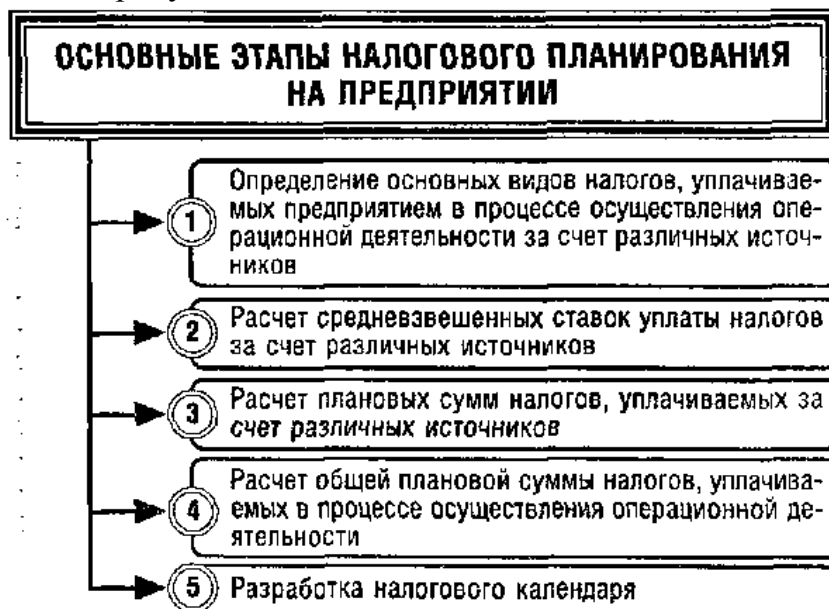 ОСНОВНЫЕ ЭТАПЫ НАЛОГОВОГО ПЛАНИРОВАНИЯ
НА ПРЕДПРИЯТИИ
1
Определение основных видов налогов, уплачивае-
мых предприятием в процессе осуществления опе-
рационной деятельности за счет различных источ-
ников
2
Расчет средневзвешенных ставок уплаты налогов
за счет различных источников
3
Расчет плановых сумм налогов, уплачиваемых за
счет различных источников
4
Расчет общей плановой суммы налогов, уплачива-
емых в процессе осуществления операционной де-
ятельности
5
Разработка налогового календаря